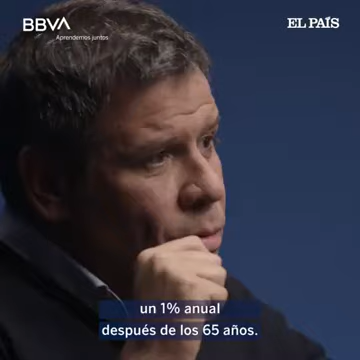 BBVA
Aprendemos juntos
EL PAÍS
un 1% anual
después de los 65 años.